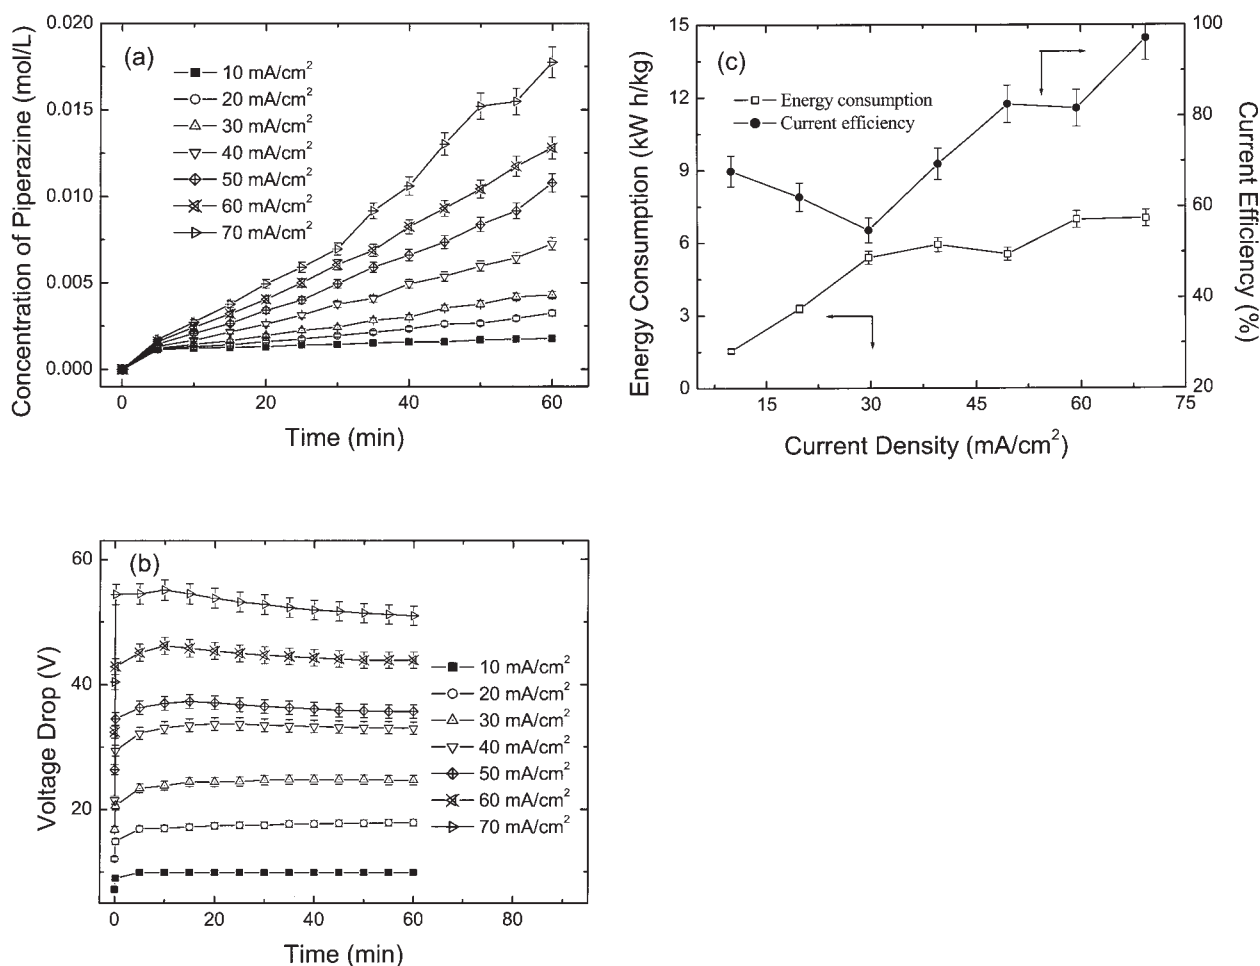 (a)
Concentration of Piperazine (mol/L)
0.020
0.015
0.010
0.005
0.000
10 mA/cm²
20 mA/cm²
30 mA/cm²
40 mA/cm²
50 mA/cm²
60 mA/cm²
70 mA/cm²
0
20
40
60
Time (min)
(c)
Energy Consumption (kW h/kg)
15
12
9
6
3
0
Energy consumption
Current efficiency
100
80
60
40
20
Current Efficiency (%)
15
30
45
60
75
Current Density (mA/cm²)
(b)
Voltage Drop (V)
60
40
20
10 mA/cm²
20 mA/cm²
30 mA/cm²
40 mA/cm²
50 mA/cm²
60 mA/cm²
70 mA/cm²
0
20
40
60
80
Time (min)